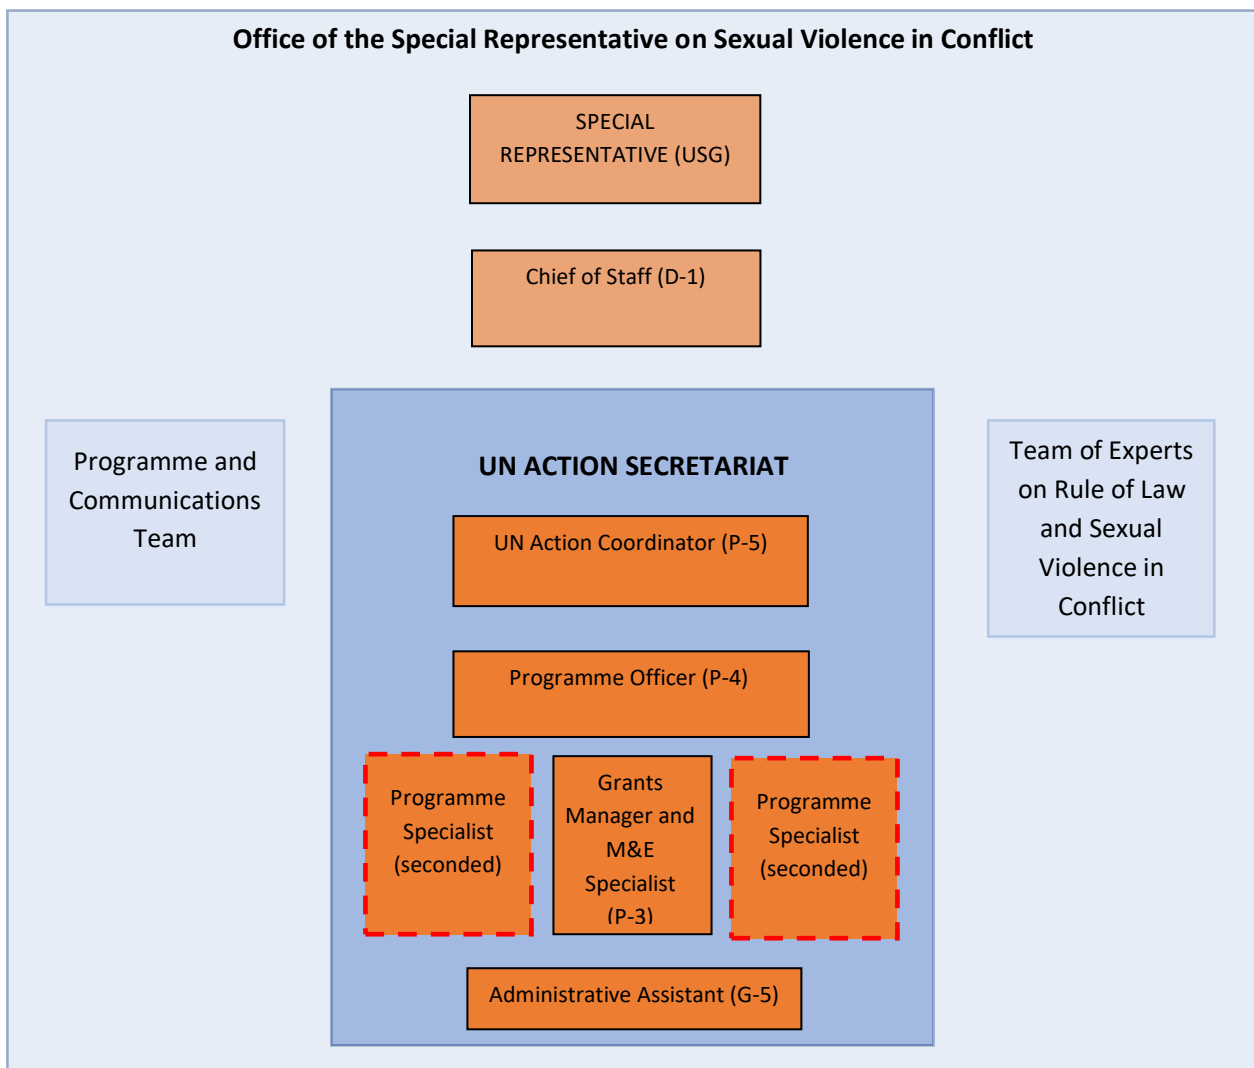 Office of the Special Representative on Sexual Violence in Conflict
SPECIAL
REPRESENTATIVE (USG)
Chief of Staff (D-1)
Programme and
Communications
Team
UN ACTION SECRETARIAT
UN Action Coordinator (P-5)
Programme Officer (P-4)
Programme
Specialist
(seconded)
Grants
Manager and
M&E
Specialist
(P-3)
Programme
Specialist
(seconded)
Administrative Assistant (G-5)
Team of Experts
on Rule of Law
and Sexual
Violence in
Conflict